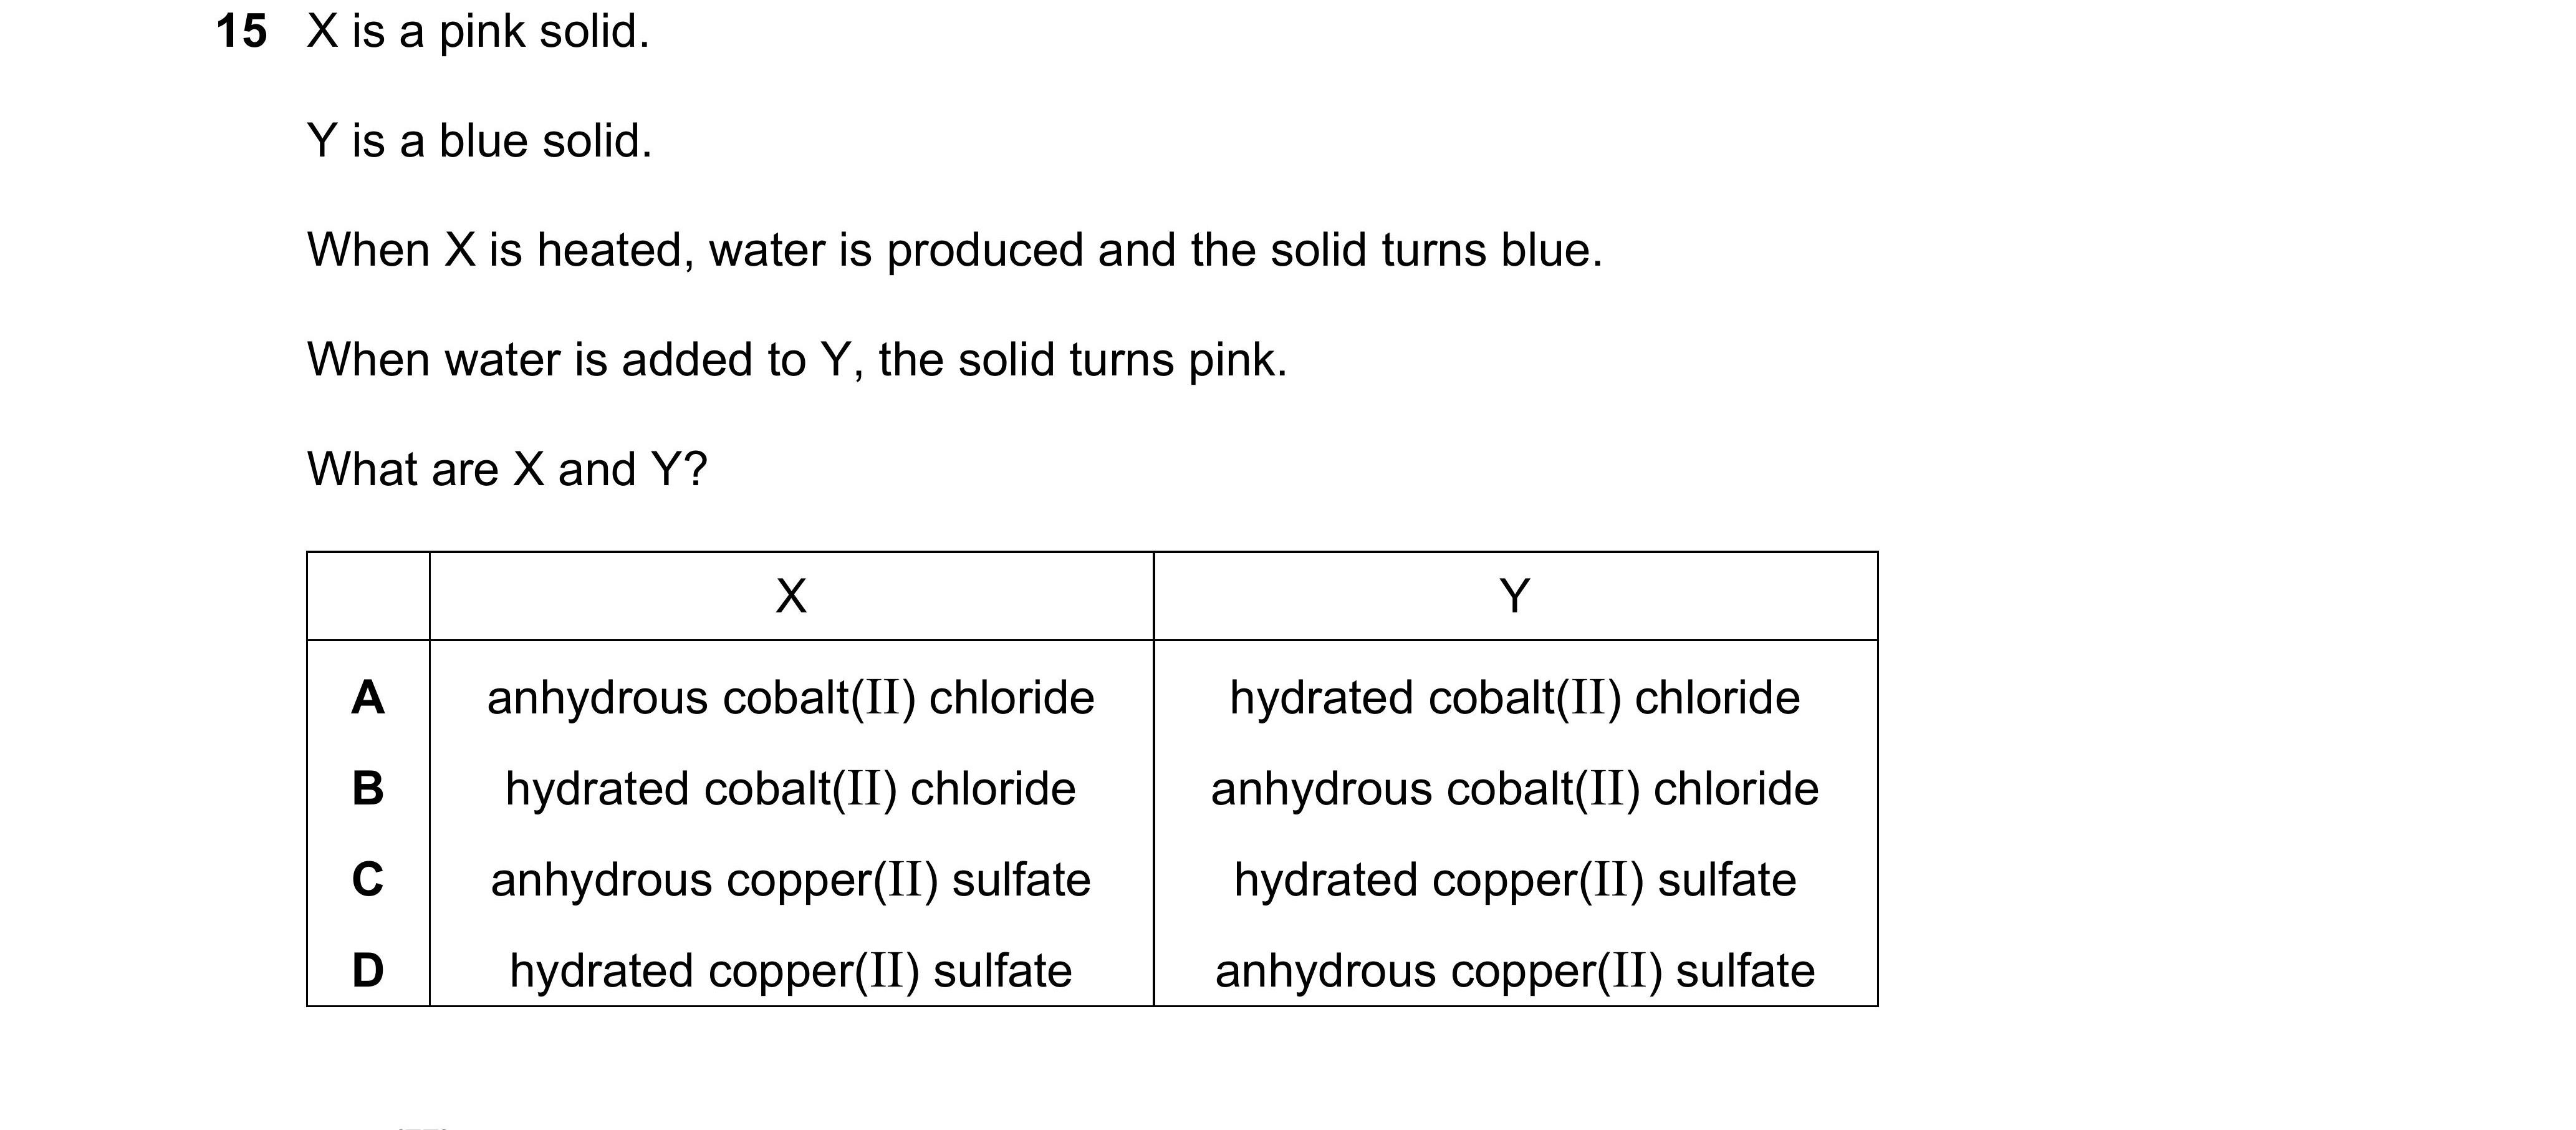 15 X is a pink solid.
Y is a blue solid.
When X is heated, water is produced and the solid turns blue.
When water is added to Y, the solid turns pink.
What are X and Y?
X Y
A anhydrous cobalt(II) chloride hydrated cobalt(II) chloride
B hydrated cobalt(II) chloride anhydrous cobalt(II) chloride
C anhydrous copper(II) sulfate hydrated copper(II) sulfate
D hydrated copper(II) sulfate anhydrous copper(II) sulfate